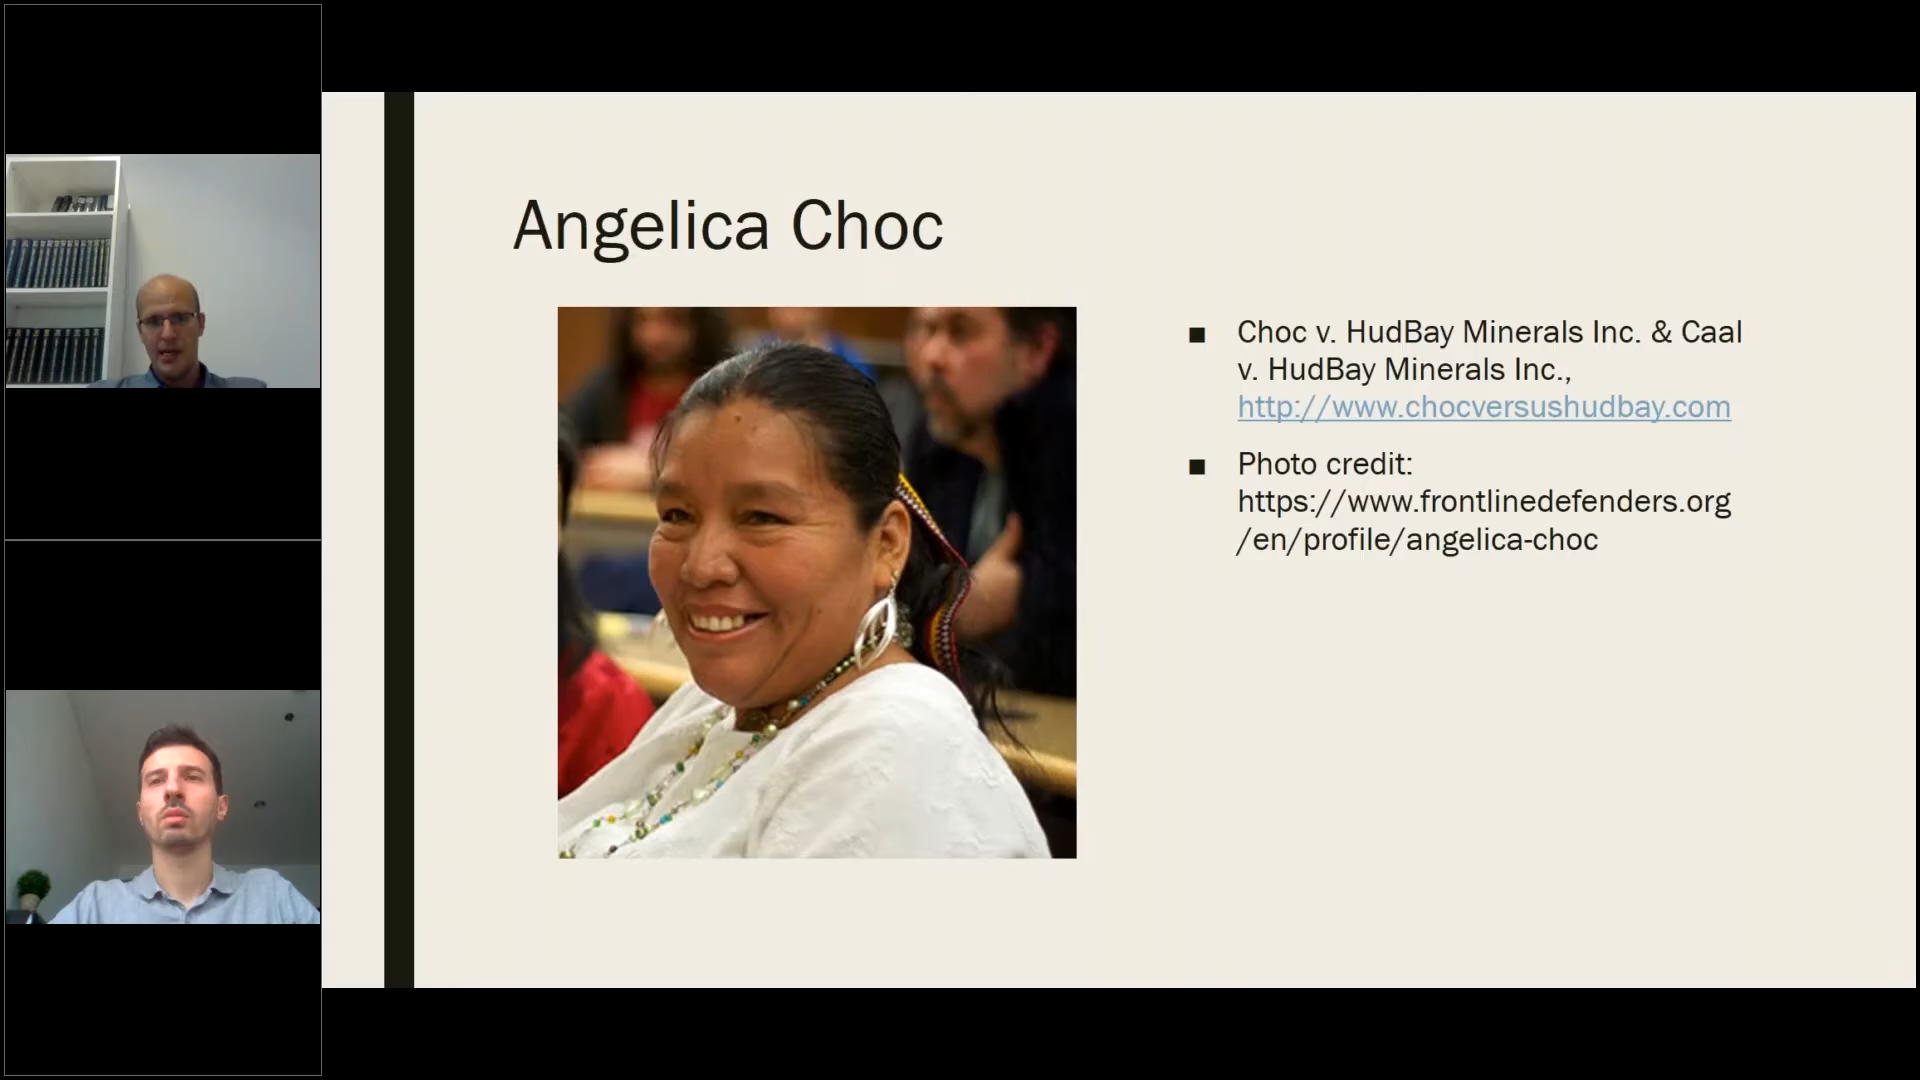 Angelica Choc
■ Choc v. HudBay Minerals Inc. & Caal
v. HudBay Minerals Inc.,
http://www.chocversushudbay.com
■ Photo credit:
https://www.frontlinedefenders.org
/en/profile/angelica-choc